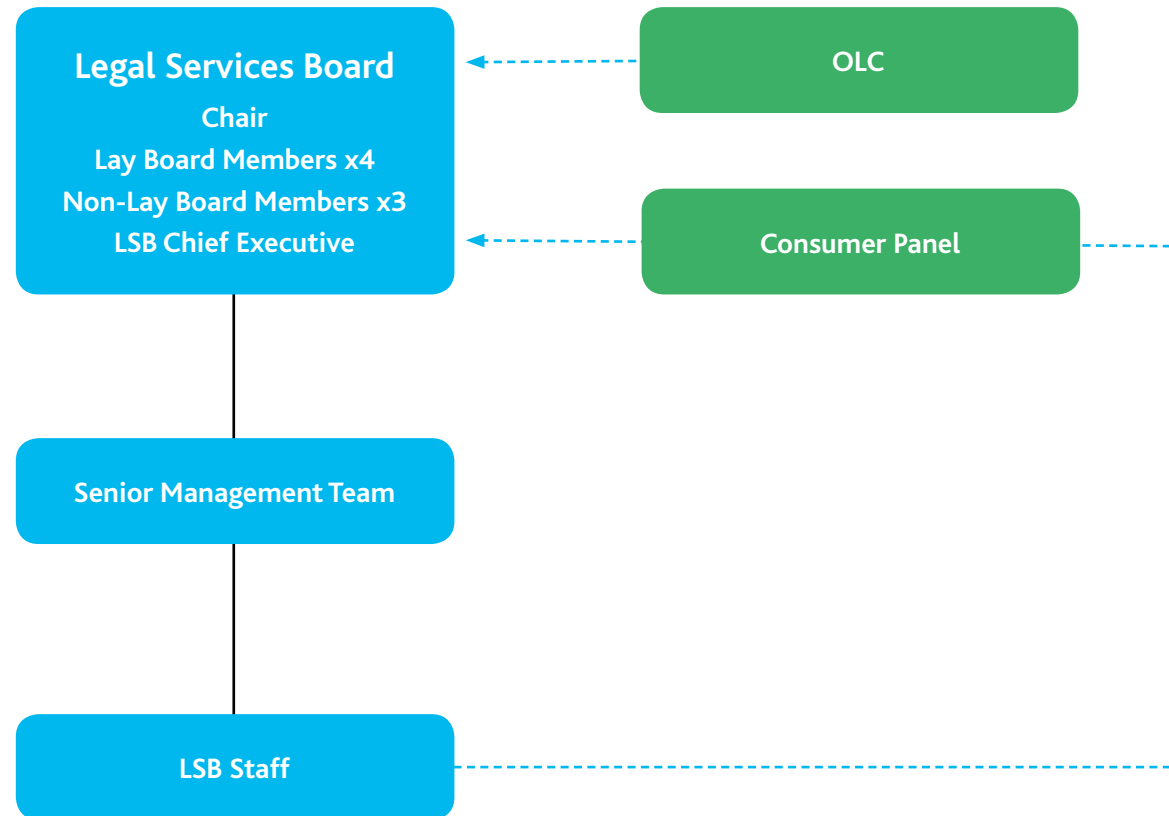 Legal Services Board
Chair
Lay Board Members x4
Non-Lay Board Members x3
LSB Chief Executive
OLC
Consumer Panel
Senior Management Team
LSB Staff